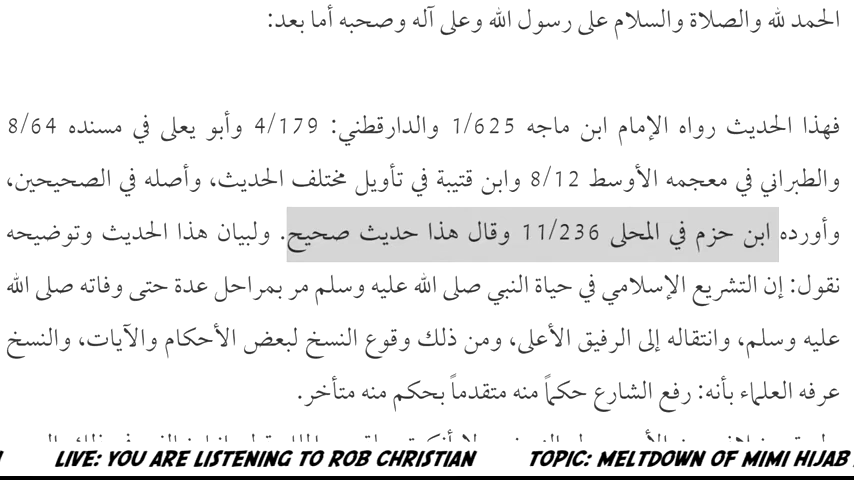 الحمد لله والصلاة والسلام على رسول الله وعلى آله وصحبه أما بعد:
فهذا الحديث رواه الإمام ابن ماجه 1/625 والدارقطني: 4/179 وأبو يعلى في مسنده 8/64
والطبراني في معجمه الأوسط 8/12 وابن قتيبة في تأويل مختلف الحديث، وأصله في الصحيحين،
وأورده ابن حزم في المحلى 11/236 وقال هذا حديث صحيح. ولبيان هذا الحديث وتوضيحه
نقول: إن التشريع الإسلامي في حياة النبي صلى الله عليه وسلم مر بمراحل عدة حتى وفاته صلى الله
عليه وسلم، وانتقاله إلى الرفيق الأعلى، ومن ذلك وقوع النسخ لبعض الأحكام والآيات، والنسخ
عرفه العلماء بأنه: رفع الشارع حكماً منه متقدماً بحكم منه متأخر.
LIVE: YOU ARE LISTENING TO ROB CHRISTIAN TOPIC: MELTDOWN OF MIMI HIJAB